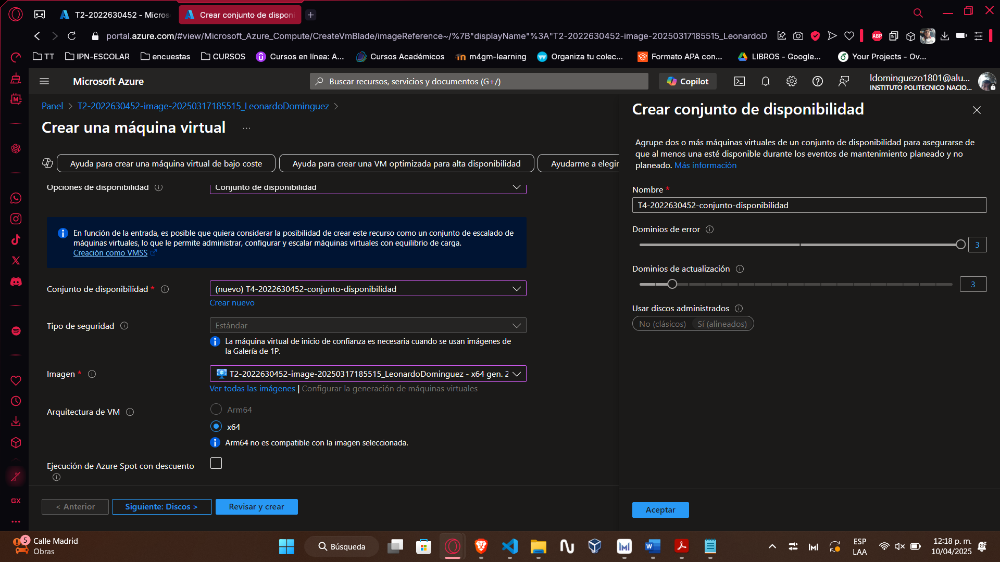 T2-2022630452 - Micros
Crear conjunto de disponi
portal.azure.com/#view/Microsoft_Azure_Compute/CreateVmBlade/imageReference~/%7B"displayName"%3A"T2-2022630452-image-20250317185515_LeonardoD
ABP
TT
IPN-ESCOLAR
encuestas
CURSOS
Cursos en línea: A...
Cursos Académicos
m4gm-learning
Organiza tu colec...
Formato APA con...
LIBROS - Google...
Your Projects - Ov...
Microsoft Azure
Buscar recursos, servicios y documentos (G+/)
Copilot
ldominguezo1801@alu...
INSTITUTO POLITECNICO NACIO...
Panel > T2-2022630452-image-20250317185515_LeonardoDominguez >
Crear una máquina virtual ...
Ayuda para crear una máquina virtual de bajo coste
Ayuda para crear una VM optimizada para alta disponibilidad
Ayudarme a elegir
Opciones de disponibilidad
Conjunto de disponibilidad
En función de la entrada, es posible que quiera considerar la posibilidad de crear este recurso como un conjunto de escalado de
máquinas virtuales, lo que le permite administrar, configurar y escalar máquinas virtuales con equilibrio de carga.
Creación como VMSS
Conjunto de disponibilidad *
(nuevo) T4-2022630452-conjunto-disponibilidad
Crear nuevo
Tipo de seguridad
Estándar
La máquina virtual de inicio de confianza es necesaria cuando se usan imágenes de
la Galería de 1P.
Imagen *
T2-2022630452-image-20250317185515_LeonardoDominguez - x64 gen. 2
Ver todas las imágenes | Configurar la generación de máquinas virtuales
Arquitectura de VM
Arm64
x64
Arm64 no es compatible con la imagen seleccionada.
Ejecución de Azure Spot con descuento
< Anterior
Siguiente: Discos >
Revisar y crear
Crear conjunto de disponibilidad
Agrupe dos o más máquinas virtuales de un conjunto de disponibilidad para asegurarse de
que al menos una esté disponible durante los eventos de mantenimiento planeado y no
planeado. Más información
Nombre *
T4-2022630452-conjunto-disponibilidad
Dominios de error
3
Dominios de actualización
3
Usar discos administrados
No (clásicos)
Sí (alineados)
Aceptar
GX
5
Calle Madrid
Obras
Búsqueda
ESP
LAA
12:18 p. m.
10/04/2025